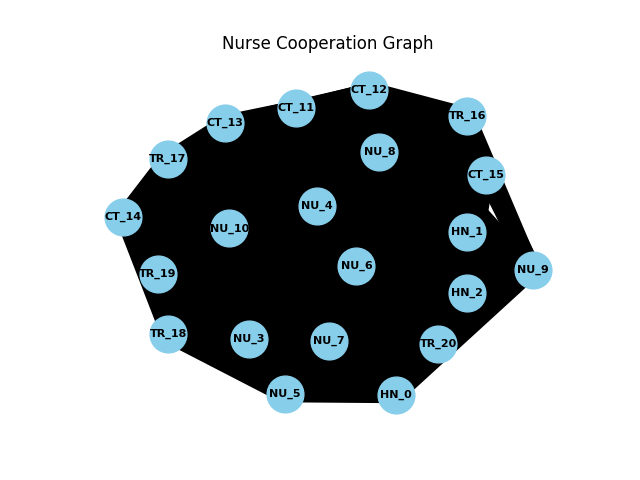 Nurse Cooperation Graph
CT_12
CT_11
TR_16
CT_13
NU_8
TR_17
CT_15
NU_4
CT_14
NU_10
HN_1
NU_6
NU_9
TR_19
HN_2
TR_18
NU_3
NU_7
TR_20
NU_5
HN_0